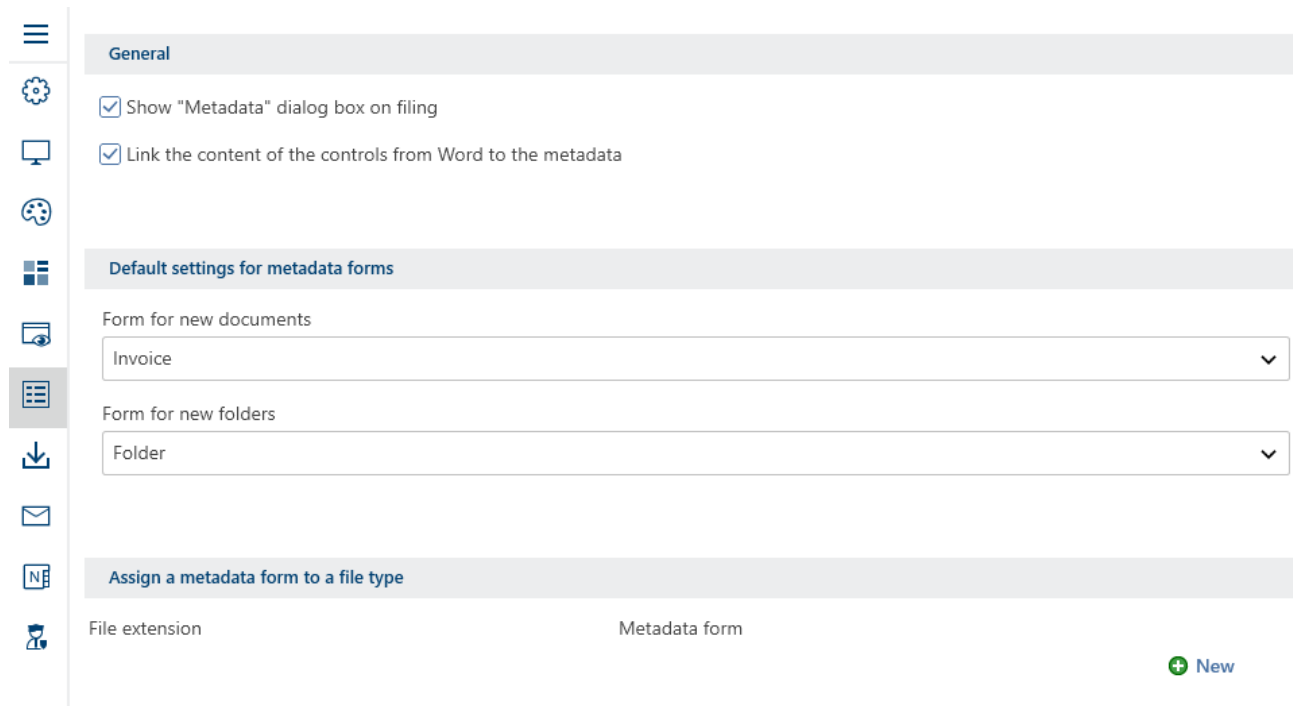 General
Show "Metadata" dialog box on filing
Link the content of the controls from Word to the metadata
Default settings for metadata forms
Form for new documents
Invoice
Form for new folders
Folder
Assign a metadata form to a file type
File extension Metadata form
New
N